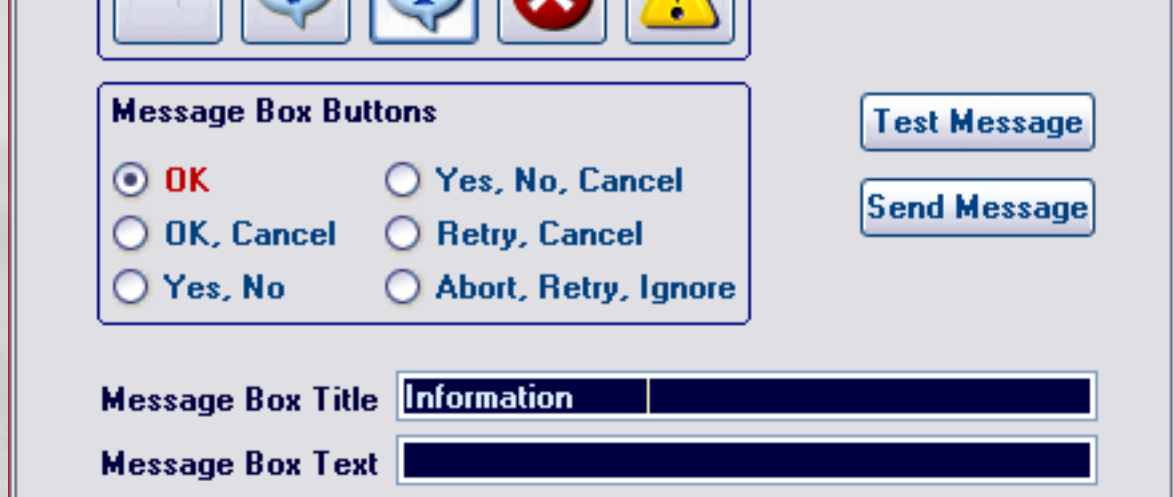 Message Box Buttons
OK
Yes, No, Cancel
OK, Cancel
Retry, Cancel
Yes, No
Abort, Retry, Ignore
Test Message
Send Message
Message Box Title Information
Message Box Text